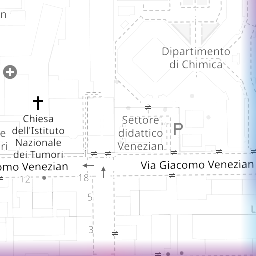 Dipartimento
di Chimica
Chiesa
dell'Istituto
Nazionale
dei Tumori
Settore
didattico
Venezian
P
Via Giacomo Venezian
omo Venezian
12
18
5
3